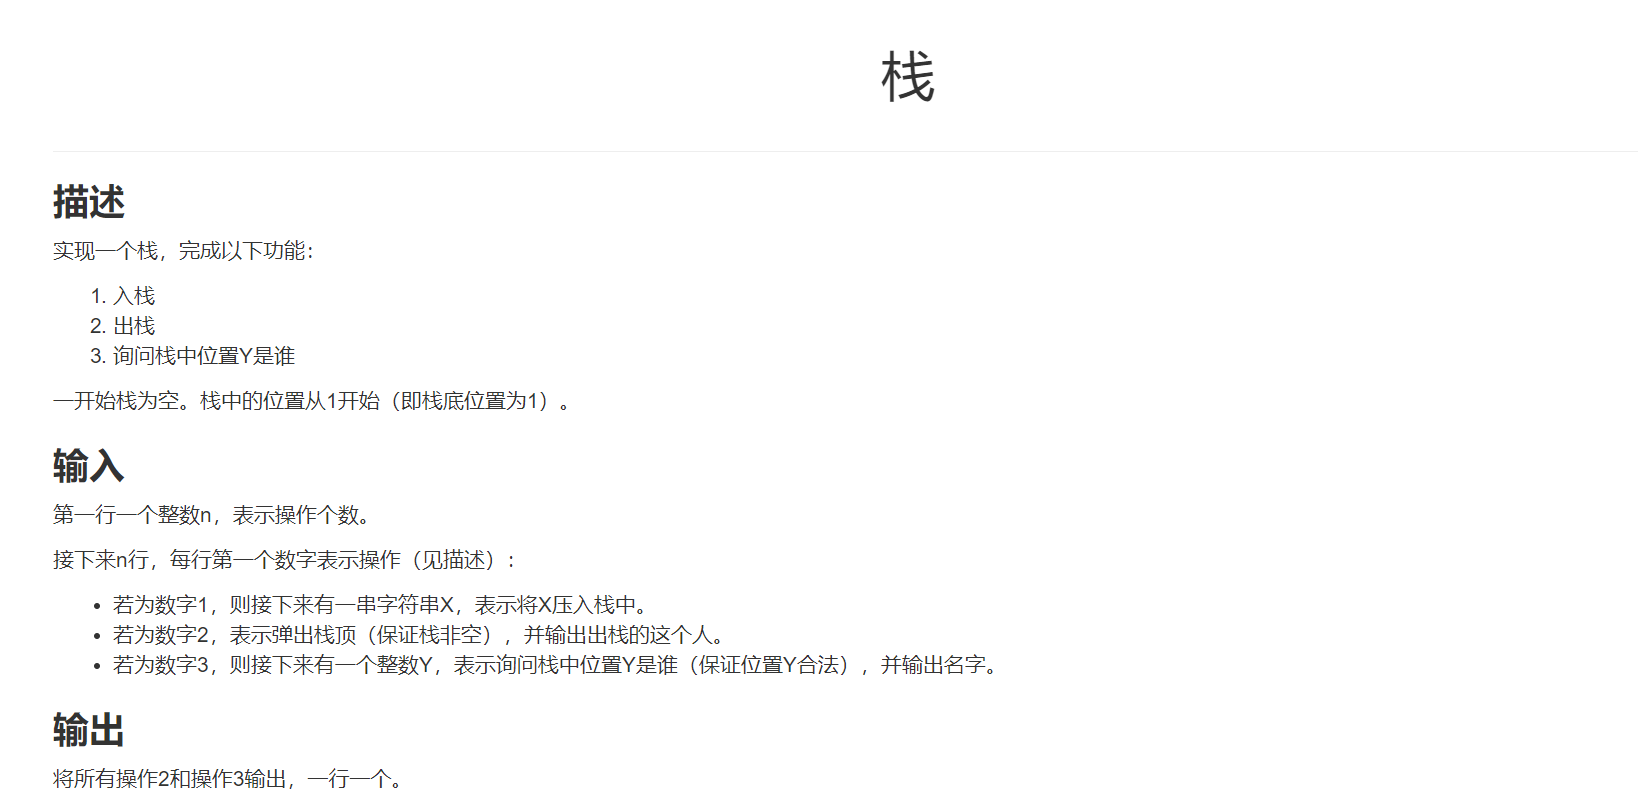 栈
描述
实现一个栈，完成以下功能：
1. 入栈
2. 出栈
3. 询问栈中位置Y是谁
一开始栈为空。栈中的位置从1开始（即栈底位置为1）。
输入
第一行一个整数n，表示操作个数。
接下来n行，每行第一个数字表示操作（见描述）：
• 若为数字1，则接下来有一串字符串X，表示将X压入栈中。
• 若为数字2，表示弹出栈顶（保证栈非空），并输出出栈的这个人。
• 若为数字3，则接下来有一个整数Y，表示询问栈中位置Y是谁（保证位置Y合法），并输出名字。
输出
将所有操作2和操作3输出，一行一个。